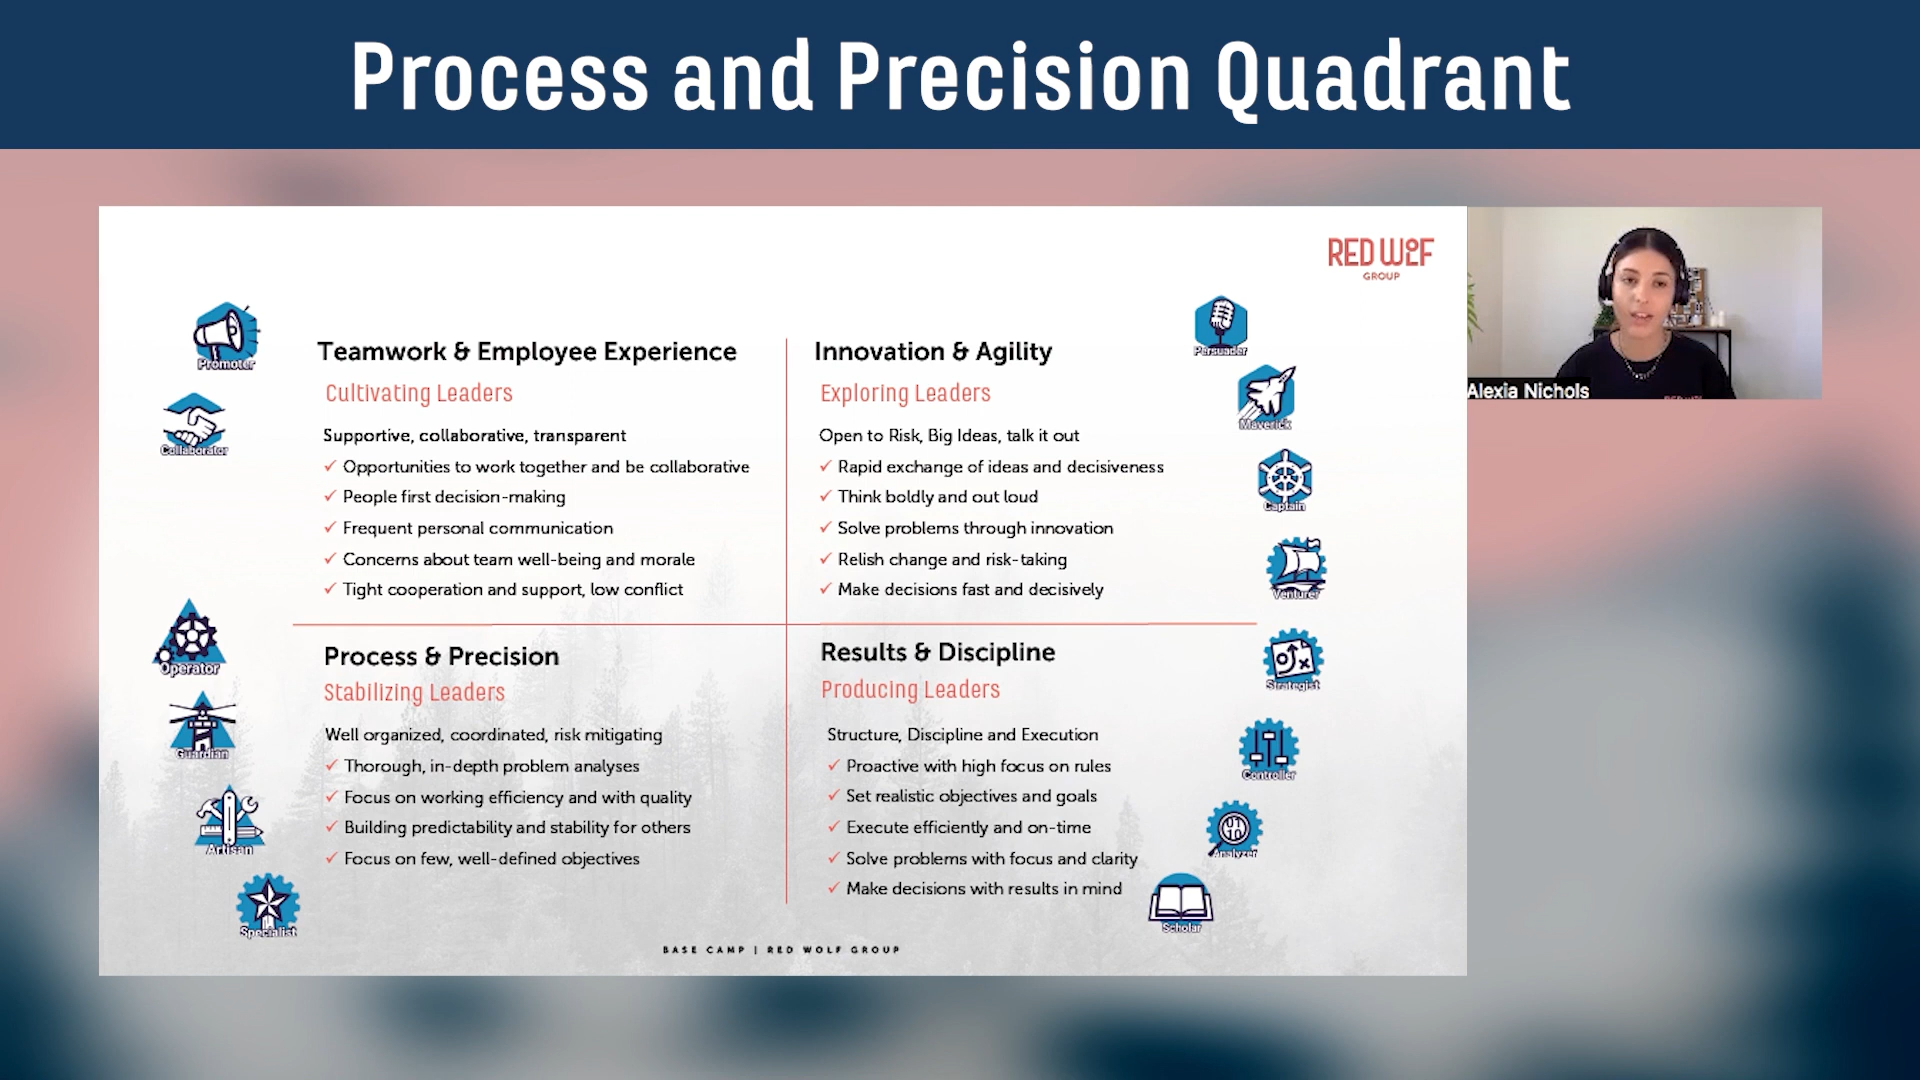 Process and Precision Quadrant
RED WOLF
GROUP
Alexia Nichols
Promoter
Collaborator
Teamwork & Employee Experience
Cultivating Leaders
Supportive, collaborative, transparent
✓ Opportunities to work together and be collaborative
✓ People first decision-making
✓ Frequent personal communication
✓ Concerns about team well-being and morale
✓ Tight cooperation and support, low conflict
Innovation & Agility
Exploring Leaders
Open to Risk, Big Ideas, talk it out
✓ Rapid exchange of ideas and decisiveness
✓ Think boldly and out loud
✓ Solve problems through innovation
✓ Relish change and risk-taking
✓ Make decisions fast and decisively
Persuader
Maverick
Captain
Venturer
Operator
Guardian
Artisan
Specialist
Process & Precision
Stabilizing Leaders
Well organized, coordinated, risk mitigating
✓ Thorough, in-depth problem analyses
✓ Focus on working efficiency and with quality
✓ Building predictability and stability for others
✓ Focus on few, well-defined objectives
Results & Discipline
Producing Leaders
Structure, Discipline and Execution
✓ Proactive with high focus on rules
✓ Set realistic objectives and goals
✓ Execute efficiently and on-time
✓ Solve problems with focus and clarity
✓ Make decisions with results in mind
Strategist
Controller
Analyzer
Scholar
BASE CAMP | RED WOLF GROUP